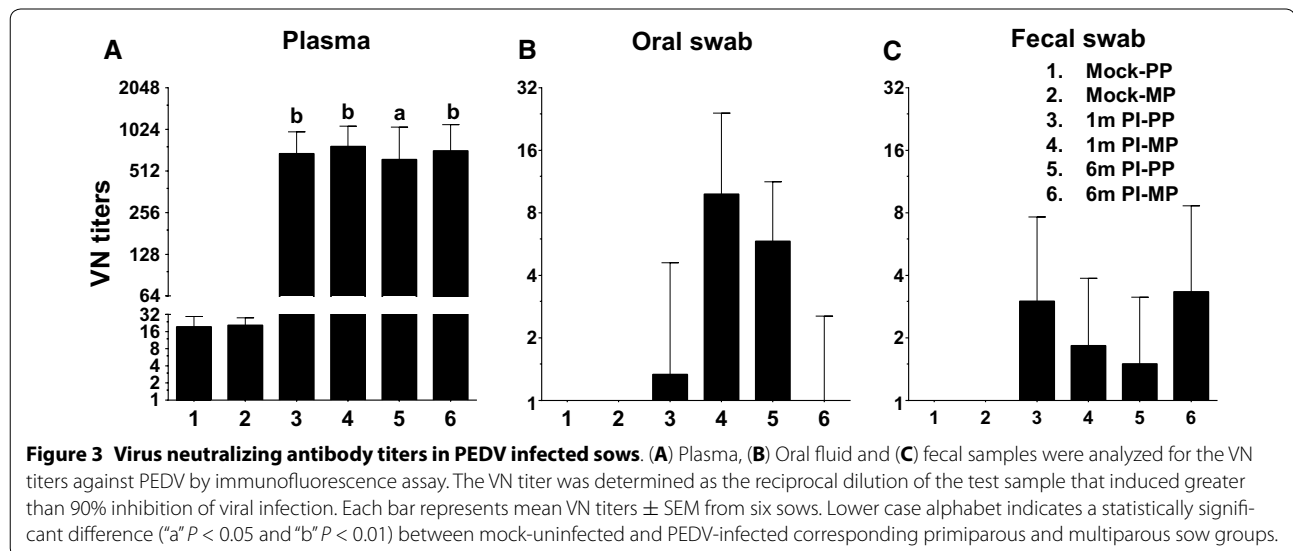 A Plasma
B Oral swab
C Fecal swab
VN titers
2048
1024
512
256
128
64
32
16
8
4
2
1
b b a b
1 2 3 4 5 6
32
16
8
4
2
1
1 2 3 4 5 6
32
16
8
4
2
1
1. Mock-PP
2. Mock-MP
3. 1m PI-PP
4. 1m PI-MP
5. 6m PI-PP
6. 6m PI-MP
1 2 3 4 5 6
Figure 3 Virus neutralizing antibody titers in PEDV infected sows. (A) Plasma, (B) Oral fluid and (C) fecal samples were analyzed for the VN
titers against PEDV by immunofluorescence assay. The VN titer was determined as the reciprocal dilution of the test sample that induced greater
than 90% inhibition of viral infection. Each bar represents mean VN titers ± SEM from six sows. Lower case alphabet indicates a statistically signifi-
cant difference (“a” P < 0.05 and “b” P < 0.01) between mock-uninfected and PEDV-infected corresponding primiparous and multiparous sow groups.